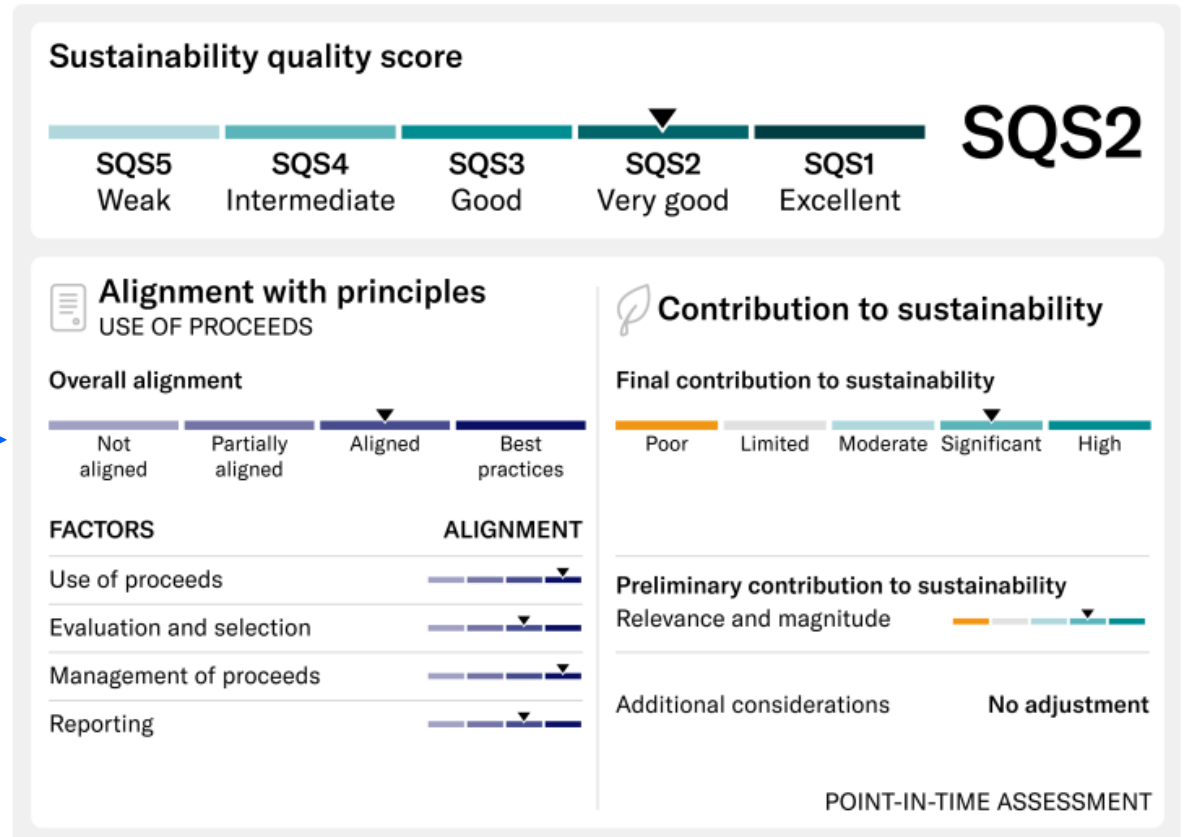 Sustainability quality score
SQS2
SQS5 SQS4 SQS3 SQS2 SQS1
Weak Intermediate Good Very good Excellent
Alignment with principles
USE OF PROCEEDS
Overall alignment
Not aligned
Partially aligned
Aligned
Best practices
FACTORS ALIGNMENT
Use of proceeds
Evaluation and selection
Management of proceeds
Reporting
Contribution to sustainability
Final contribution to sustainability
Poor Limited Moderate Significant High
Preliminary contribution to sustainability
Relevance and magnitude
Additional considerations No adjustment
POINT-IN-TIME ASSESSMENT